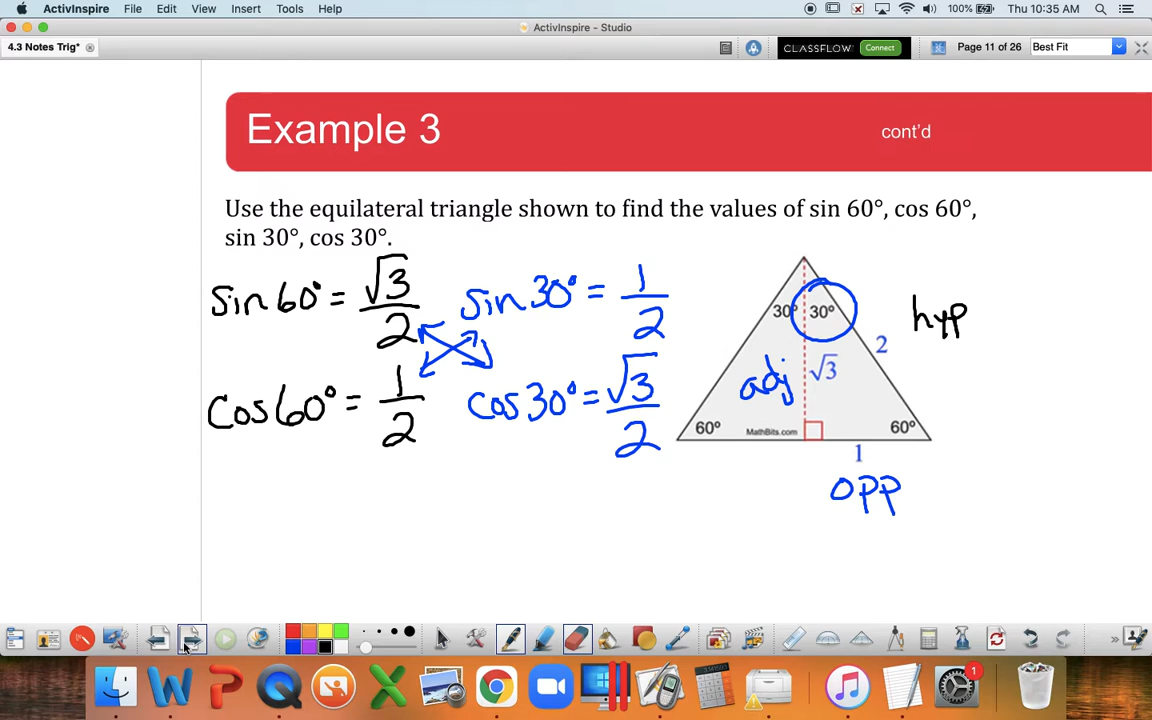 ActivInspire File Edit View Insert Tools Help 100% Thu 10:35 AM
ActivInspire - Studio
4.3 Notes Trig* CLASSFLOW Connect Page 11 of 26 Best Fit
Example 3 cont'd
Use the equilateral triangle shown to find the values of sin 60°, cos 60°,
sin 30°, cos 30°.
sin 60° = √3/2 sin 30° = 1/2
cos 60° = 1/2 cos 30° = √3/2
30° 30° hyp
2
adj √3
60° MathBits.com 60°
1
opp
»
1